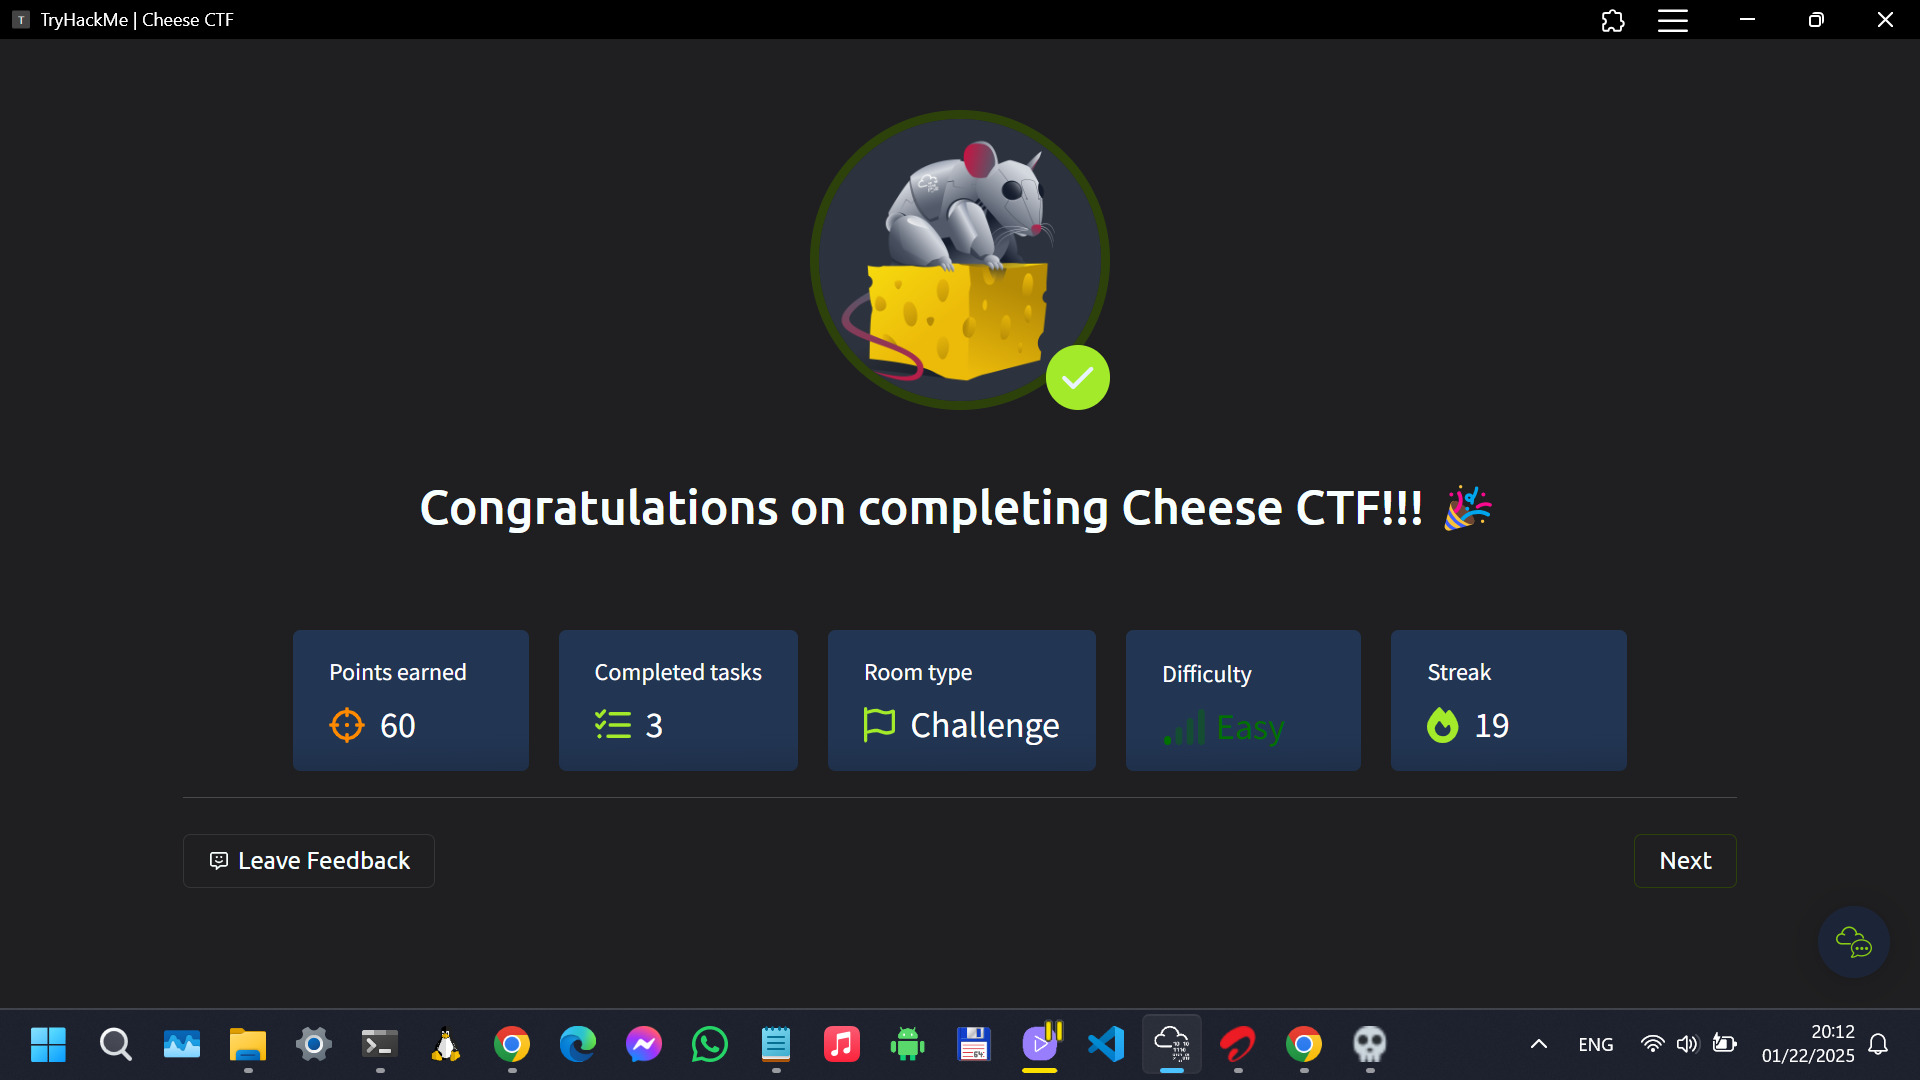 TryHackMe | Cheese CTF
Congratulations on completing Cheese CTF!!! 🎉
Points earned
60
Completed tasks
3
Room type
Challenge
Difficulty
Easy
Streak
19
Leave Feedback
Next
ENG
20:12
01/22/2025